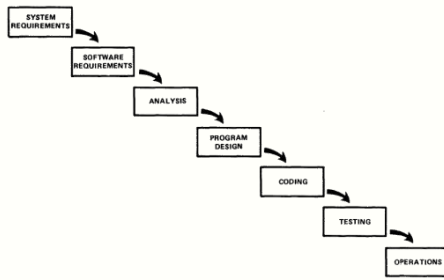 SYSTEM
REQUIREMENTS
SOFTWARE
REQUIREMENTS
ANALYSIS
PROGRAM
DESIGN
CODING
TESTING
OPERATIONS